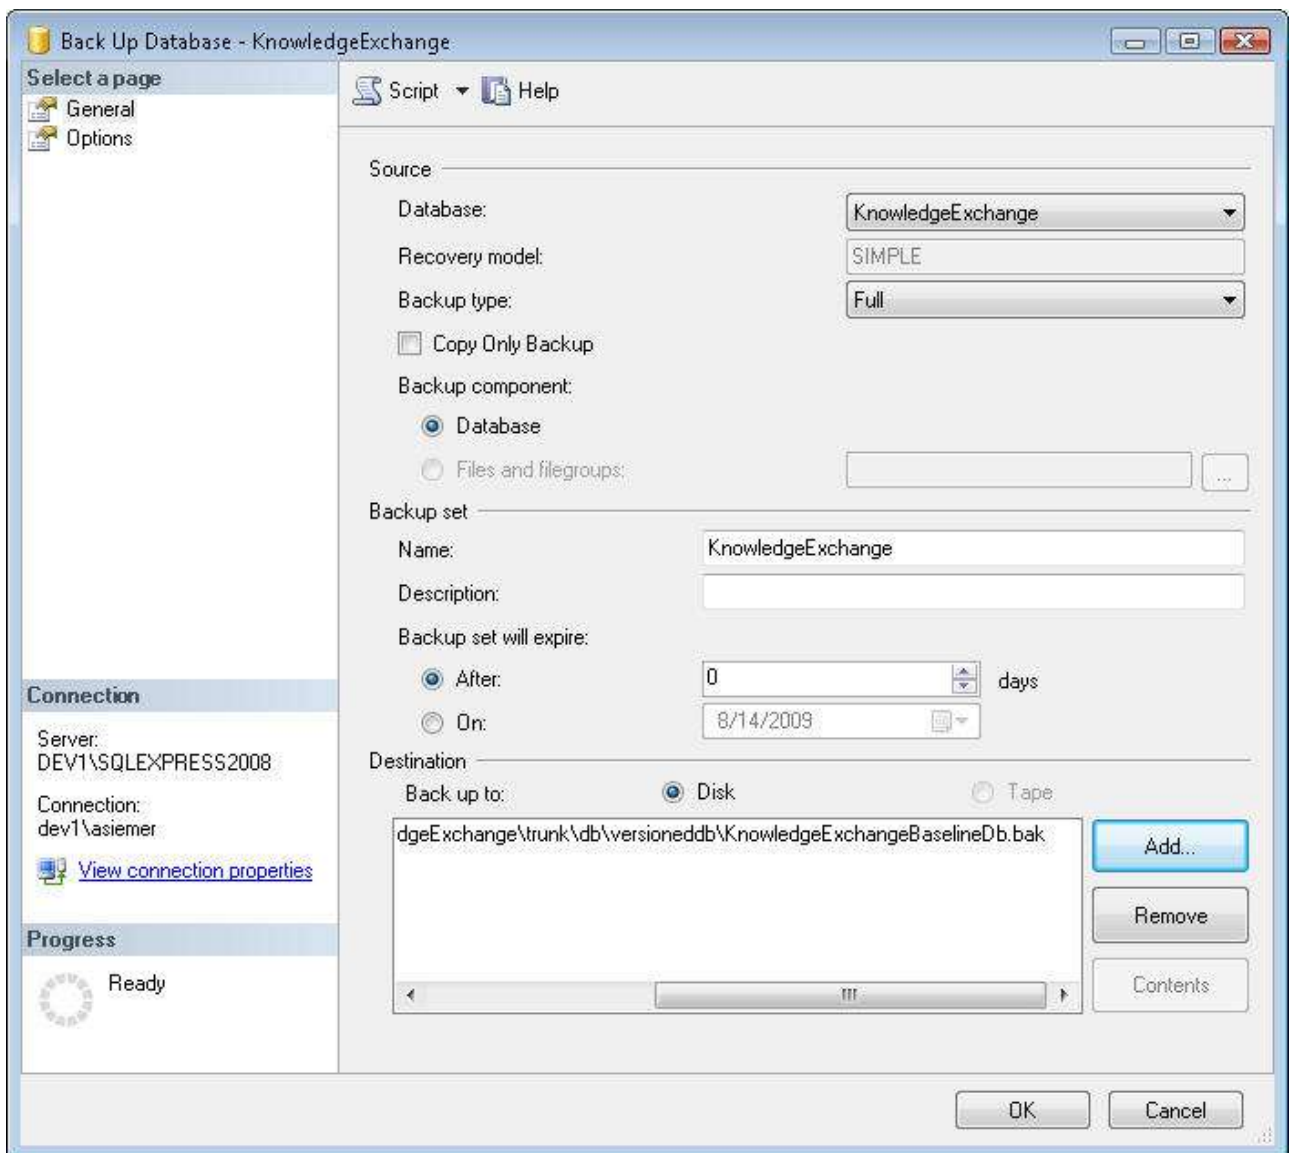 Back Up Database - KnowledgeExchange
Select a page
General
Options
Script Help
Source
Database: KnowledgeExchange
Recovery model: SIMPLE
Backup type: Full
Copy Only Backup
Backup component:
Database
Files and filegroups: ...
Backup set
Name: KnowledgeExchange
Description:
Backup set will expire:
After: 0 days
On: 8/14/2009
Connection
Server:
DEV1\SQLEXPRESS2008
Connection:
dev1\asiemer
View connection properties
Destination
Back up to: Disk Tape
dgeExchange\trunk\db\versioneddb\KnowledgeExchangeBaselineDb.bak
Add...
Remove
Contents
Progress
Ready
OK Cancel